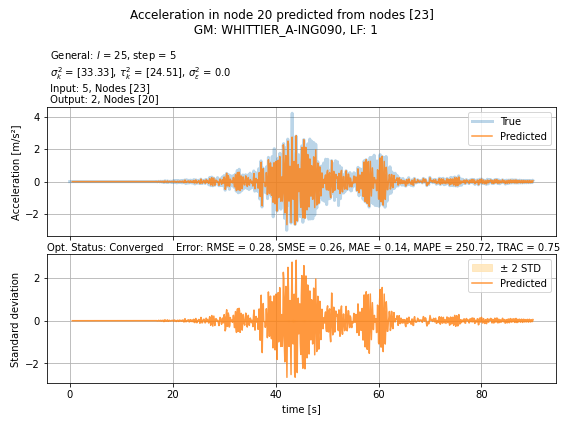 Acceleration in node 20 predicted from nodes [23]
GM: WHITTIER_A-ING090, LF: 1
General: l = 25, step = 5
σ²ₖ = [33.33], τ²ₖ = [24.51], σ²ε = 0.0
Input: 5, Nodes [23]
Output: 2, Nodes [20]
Acceleration [m/s²]
4
2
0
−2
True
Predicted
Opt. Status: Converged Error: RMSE = 0.28, SMSE = 0.26, MAE = 0.14, MAPE = 250.72, TRAC = 0.75
Standard deviation
2
0
−2
± 2 STD
Predicted
0 20 40 60 80
time [s]